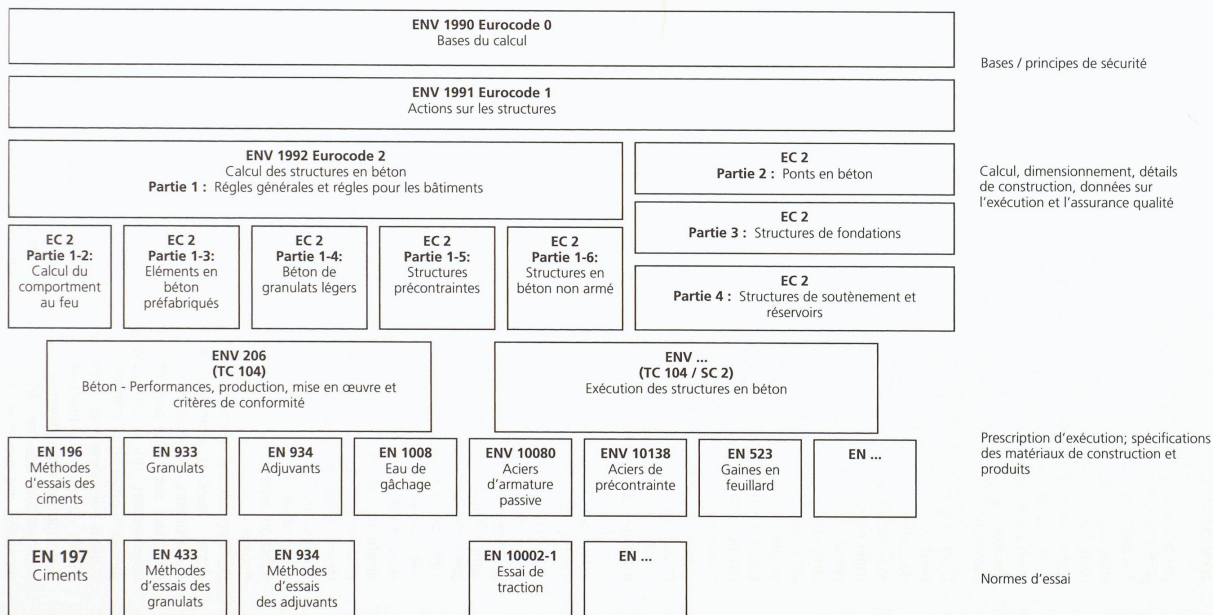 ENV 1990 Eurocode 0
Bases du calcul
Bases / principes de sécurité
ENV 1991 Eurocode 1
Actions sur les structures
ENV 1992 Eurocode 2
Calcul des structures en béton
Partie 1 : Régles générales et régles pour les bâtiments
EC 2
Partie 2 : Ponts en béton
Calcul, dimensionnement, détails
de construction, données sur
l'exécution et l'assurance qualité
EC 2
Partie 3 : Structures de fondations
EC 2
Partie 1-2:
Calcul du
comportment
au feu
EC 2
Partie 1-3:
Eléments en
béton
préfabriqués
EC 2
Partie 1-4:
Béton de
granulats légers
EC 2
Partie 1-5:
Structures
précontraintes
EC 2
Partie 1-6:
Structures en
béton non armé
EC 2
Partie 4 : Structures de soutènement et
réservoirs
ENV 206
(TC 104)
Béton - Performances, production, mise en œuvre et
critères de conformité
ENV ...
(TC 104 / SC 2)
Exécution des structures en béton
EN 196
Méthodes
d'essais des
ciments
EN 933
Granulats
EN 934
Adjuvants
EN 1008
Eau de
gâchage
ENV 10080
Aciers
d'armature
passive
ENV 10138
Aciers de
précontrainte
EN 523
Gaines en
feuillard
EN ...
Prescription d'exécution; spécifications
des matériaux de construction et
produits
EN 197
Ciments
EN 433
Méthodes
d'essais des
granulats
EN 934
Méthodes
d'essais
des adjuvants
EN 10002-1
Essai de
traction
EN ...
Normes d'essai